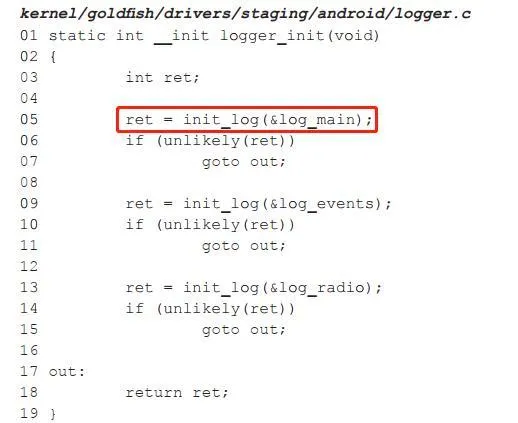 kernel/goldfish/drivers/staging/android/logger.c
01 static int __init logger_init(void)
02 {
03         int ret;
04
05         ret = init_log(&log_main);
06         if (unlikely(ret))
07                 goto out;
08
09         ret = init_log(&log_events);
10         if (unlikely(ret))
11                 goto out;
12
13         ret = init_log(&log_radio);
14         if (unlikely(ret))
15                 goto out;
16
17 out:
18         return ret;
19 }